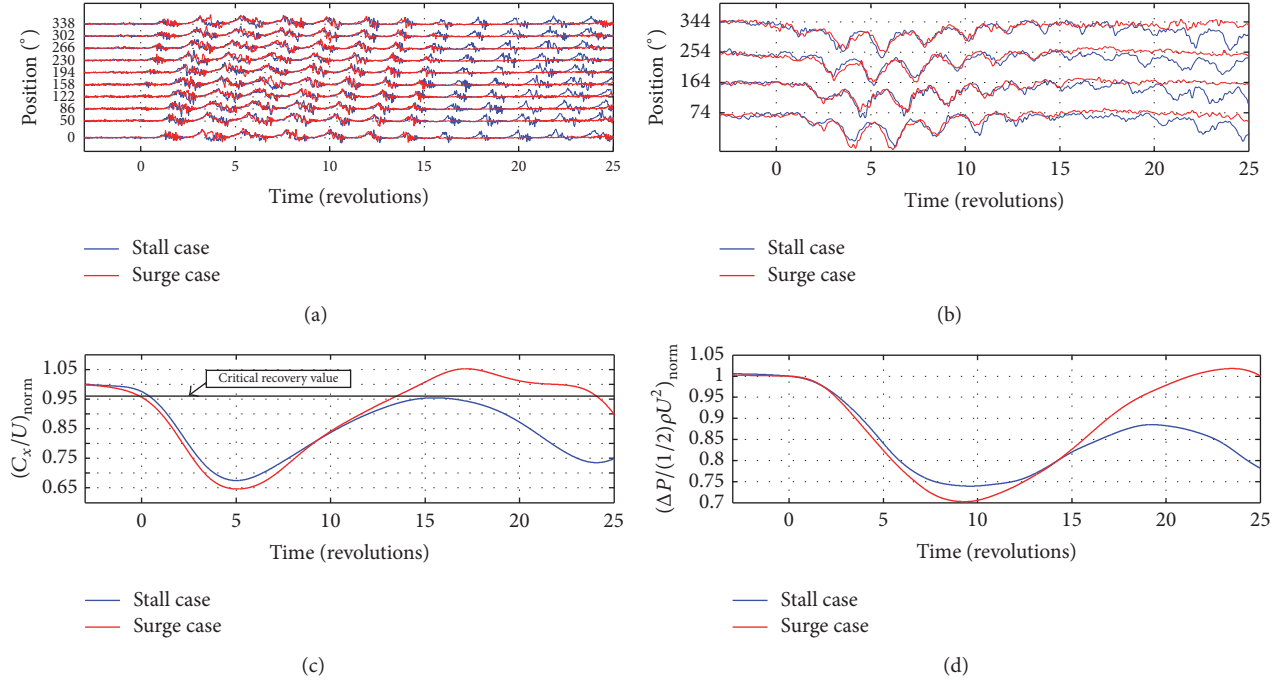 Position (°)
338
302
266
230
194
158
122
86
50
0
0 5 10 15 20 25
Time (revolutions)
Stall case
Surge case
(a)
Position (°)
344
254
164
74
0 5 10 15 20 25
Time (revolutions)
Stall case
Surge case
(b)
(C_x/U)_norm
1.05
0.95
0.85
0.75
0.65
Critical recovery value
0 5 10 15 20 25
Time (revolutions)
Stall case
Surge case
(c)
(ΔP/(1/2)ρU²)_norm
1.05
1
0.95
0.9
0.85
0.8
0.75
0.7
0 5 10 15 20 25
Time (revolutions)
Stall case
Surge case
(d)